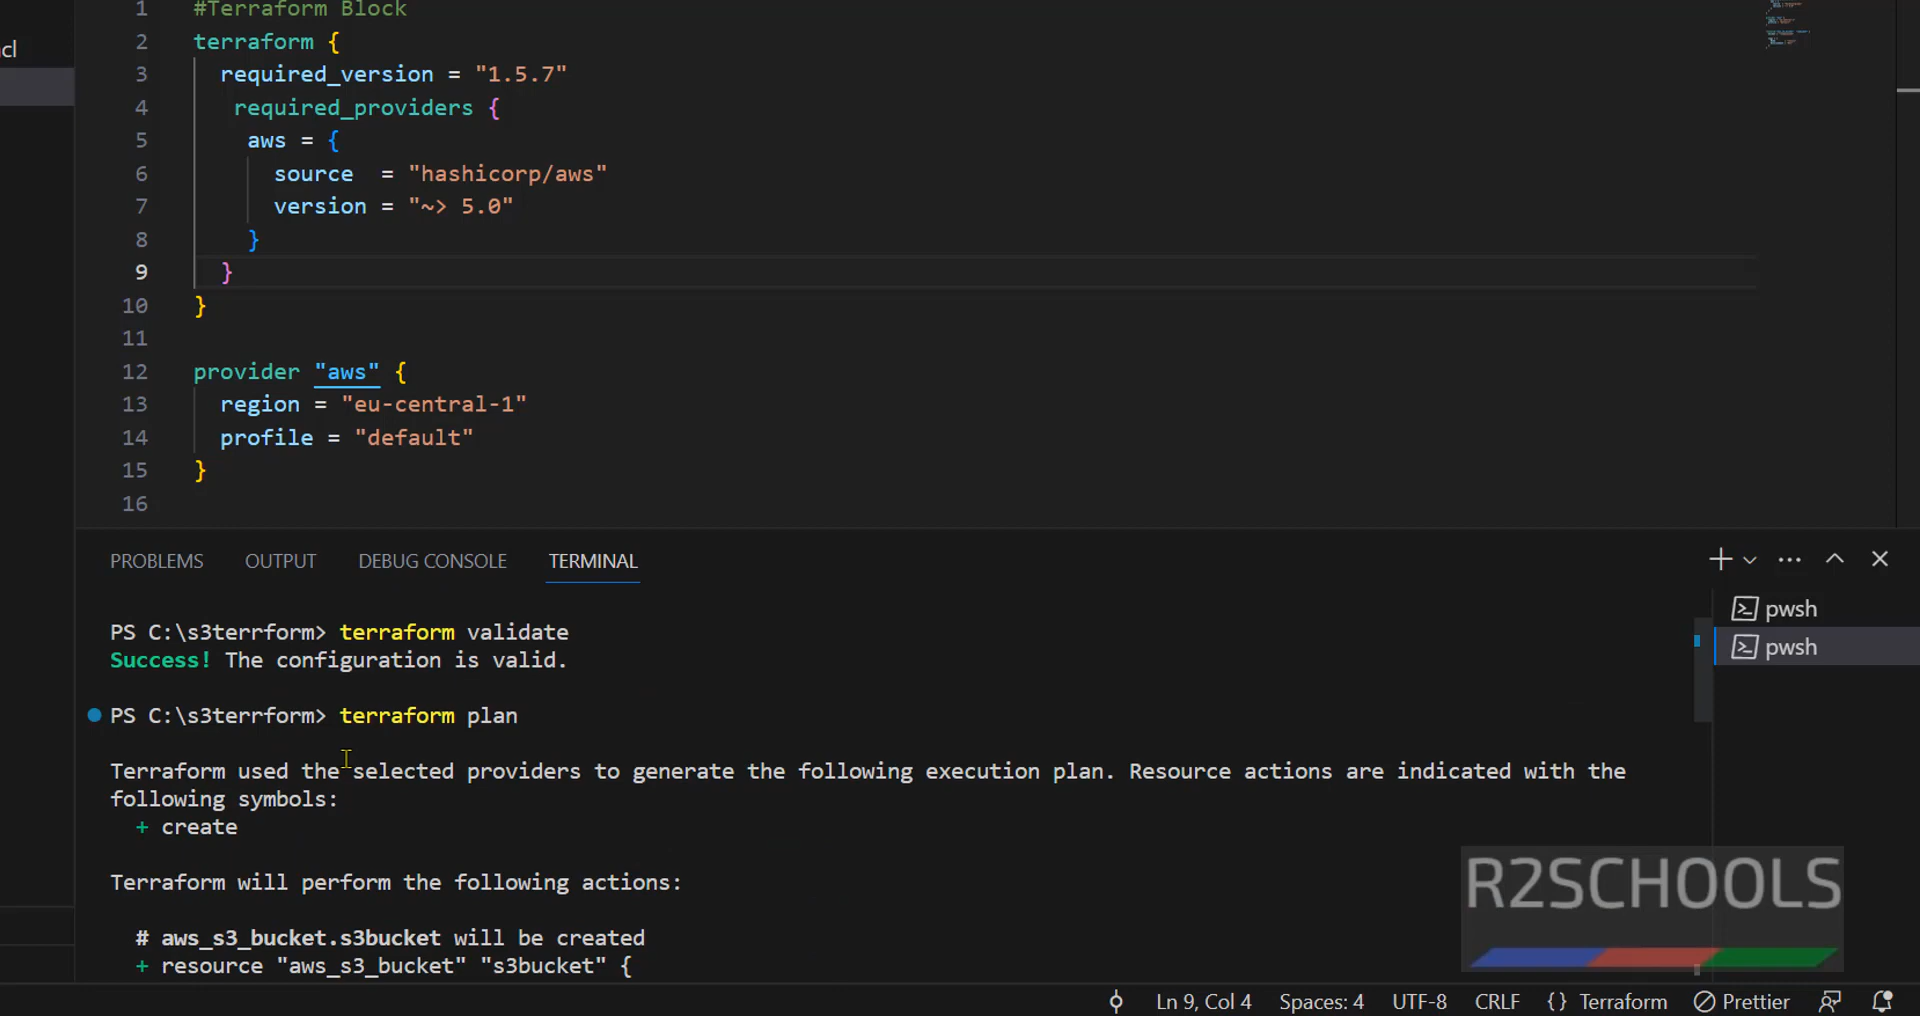 cl
1 #Terraform Block
2 terraform {
3 required_version = "1.5.7"
4 required_providers {
5 aws = {
6 source  = "hashicorp/aws"
7 version = "~> 5.0"
8 }
9 }
10 }
11
12 provider "aws" {
13 region = "eu-central-1"
14 profile = "default"
15 }
16
PROBLEMS OUTPUT DEBUG CONSOLE TERMINAL
pwsh
pwsh
PS C:\s3terrform> terraform validate
Success! The configuration is valid.
PS C:\s3terrform> terraform plan
Terraform used the selected providers to generate the following execution plan. Resource actions are indicated with the
following symbols:
+ create
Terraform will perform the following actions:
# aws_s3_bucket.s3bucket will be created
+ resource "aws_s3_bucket" "s3bucket" {
R2SCHOOLS
Ln 9, Col 4 Spaces: 4 UTF-8 CRLF {} Terraform Prettier